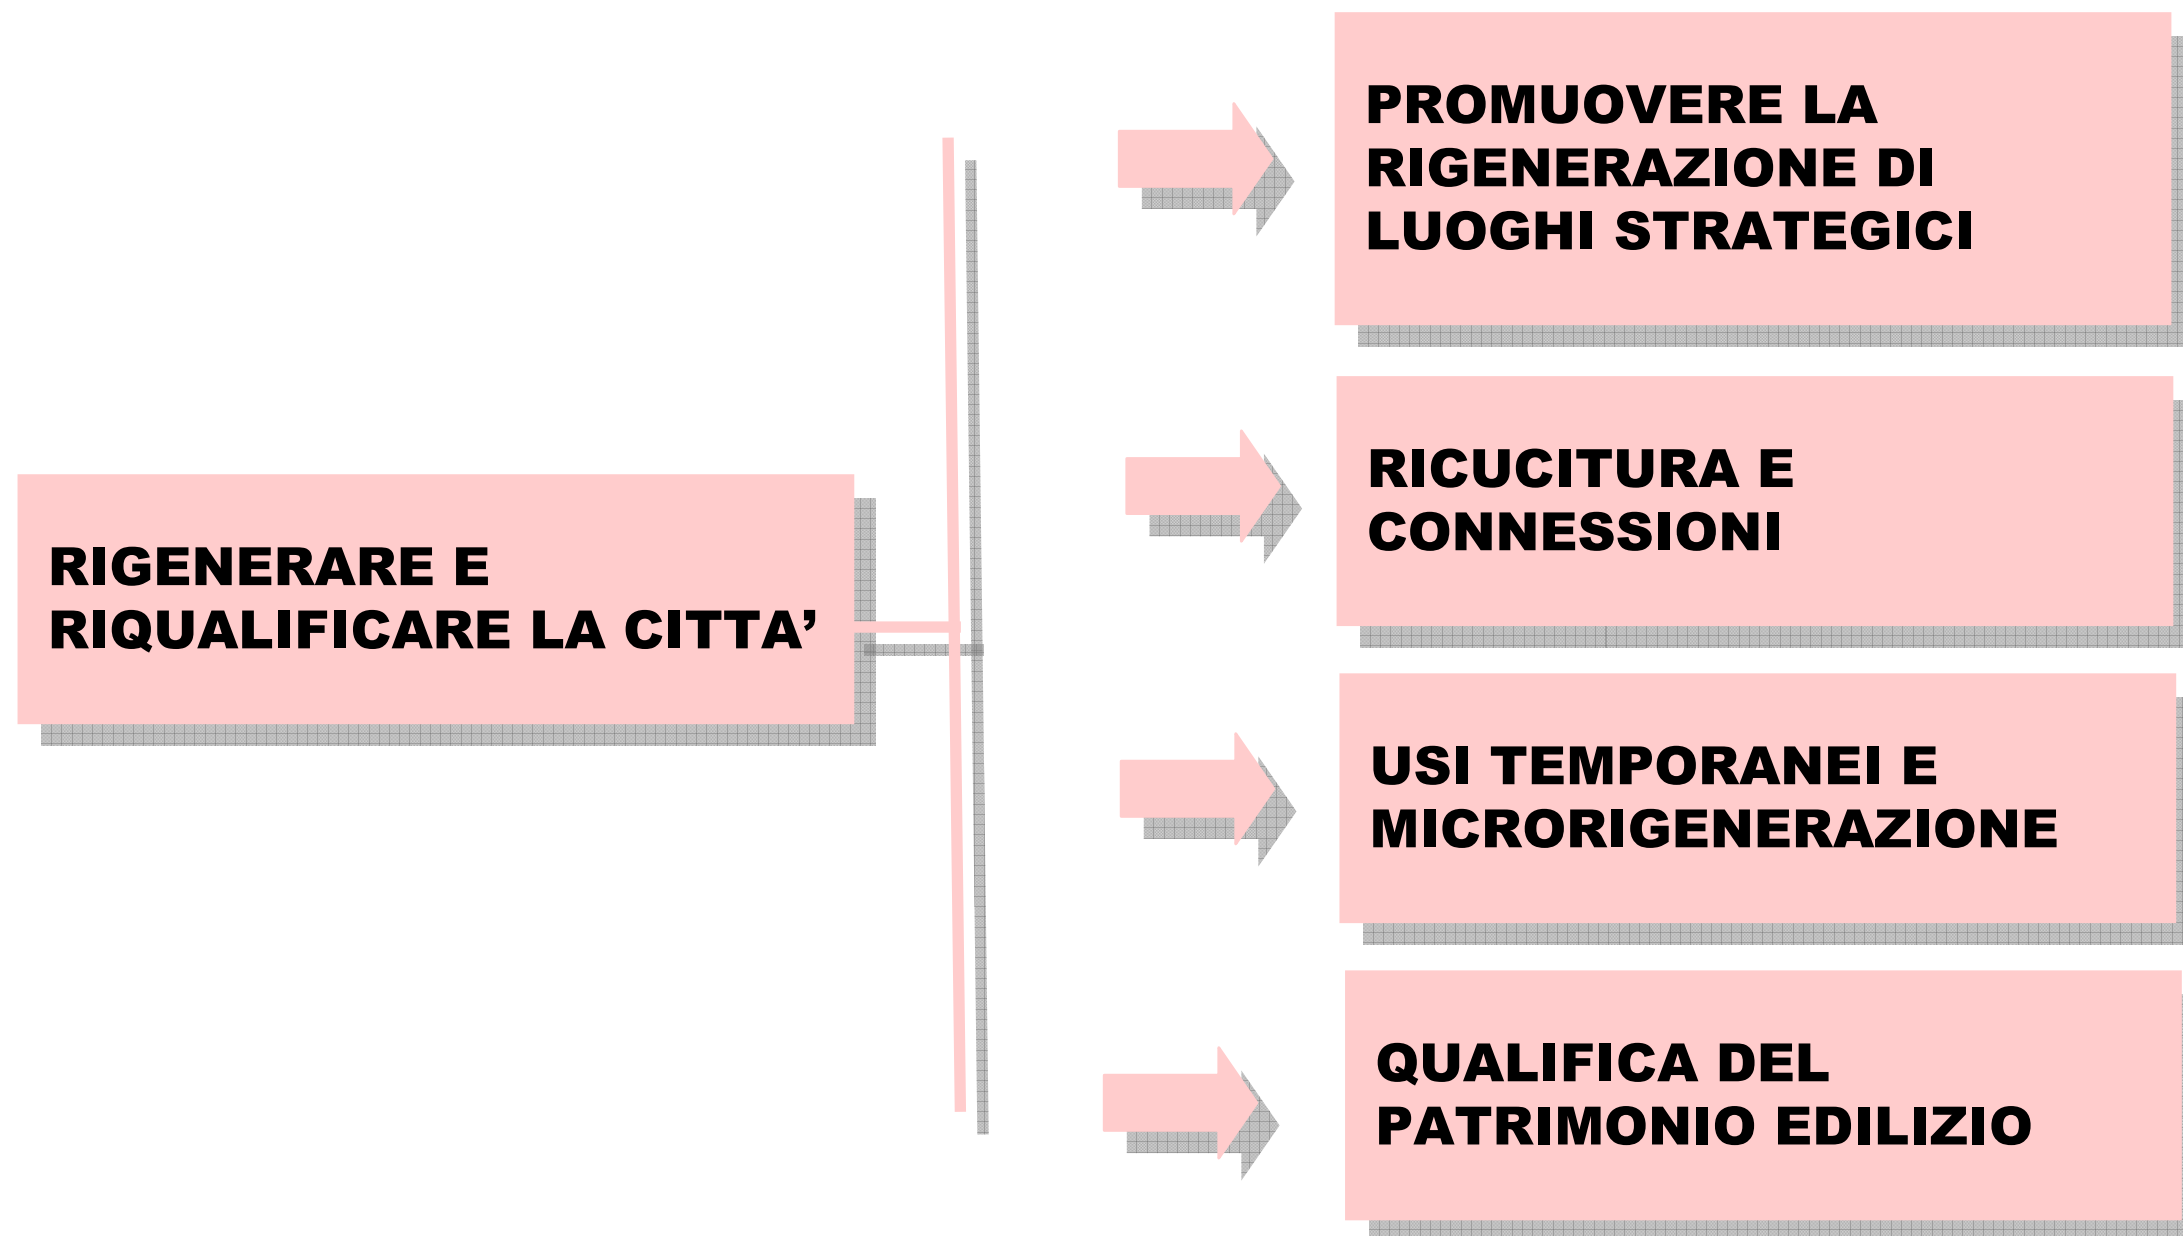 PROMUOVERE LA
RIGENERAZIONE DI
LUOGHI STRATEGICI
RICUCITURA E
CONNESSIONI
RIGENERARE E
RIQUALIFICARE LA CITTA’
USI TEMPORANEI E
MICRORIGENERAZIONE
QUALIFICA DEL
PATRIMONIO EDILIZIO